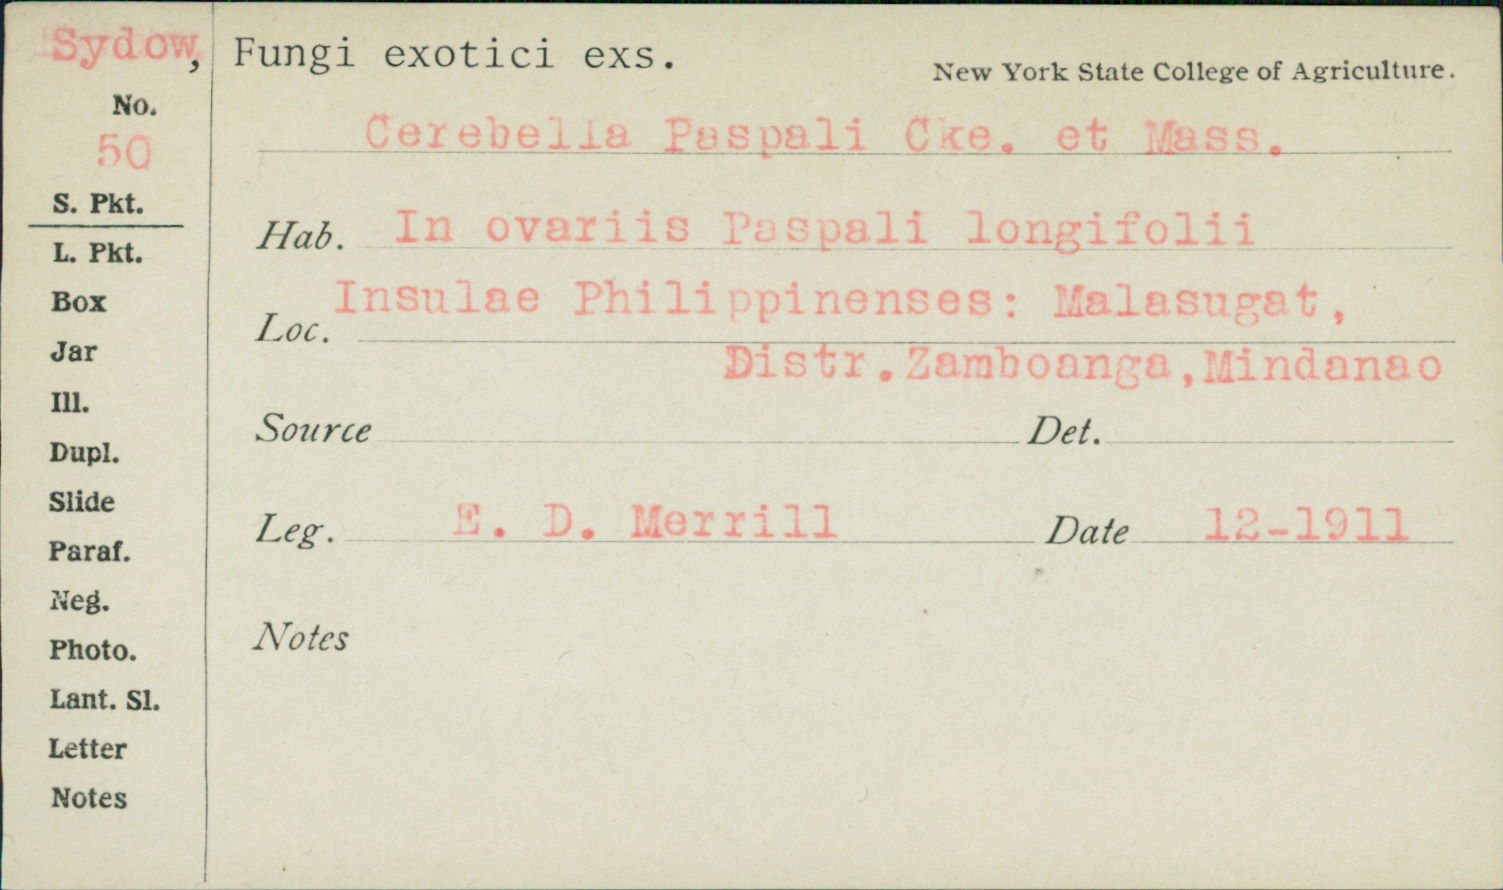 Sydow, Fungi exotici exs.
New York State College of Agriculture.
No.
50
Cerebella Paspali Cke. et Mass.
S. Pkt.
L. Pkt.
Box
Jar
Ill.
Dupl.
Slide
Paraf.
Neg.
Photo.
Lant. Sl.
Letter
Notes
Hab. In ovariis Paspali longifolii
Loc. Insulae Philippinenses: Malasugat,
Distr.Zamboanga,Mindanao
Source Det.
Leg. E. D. Merrill Date 12-1911
Notes